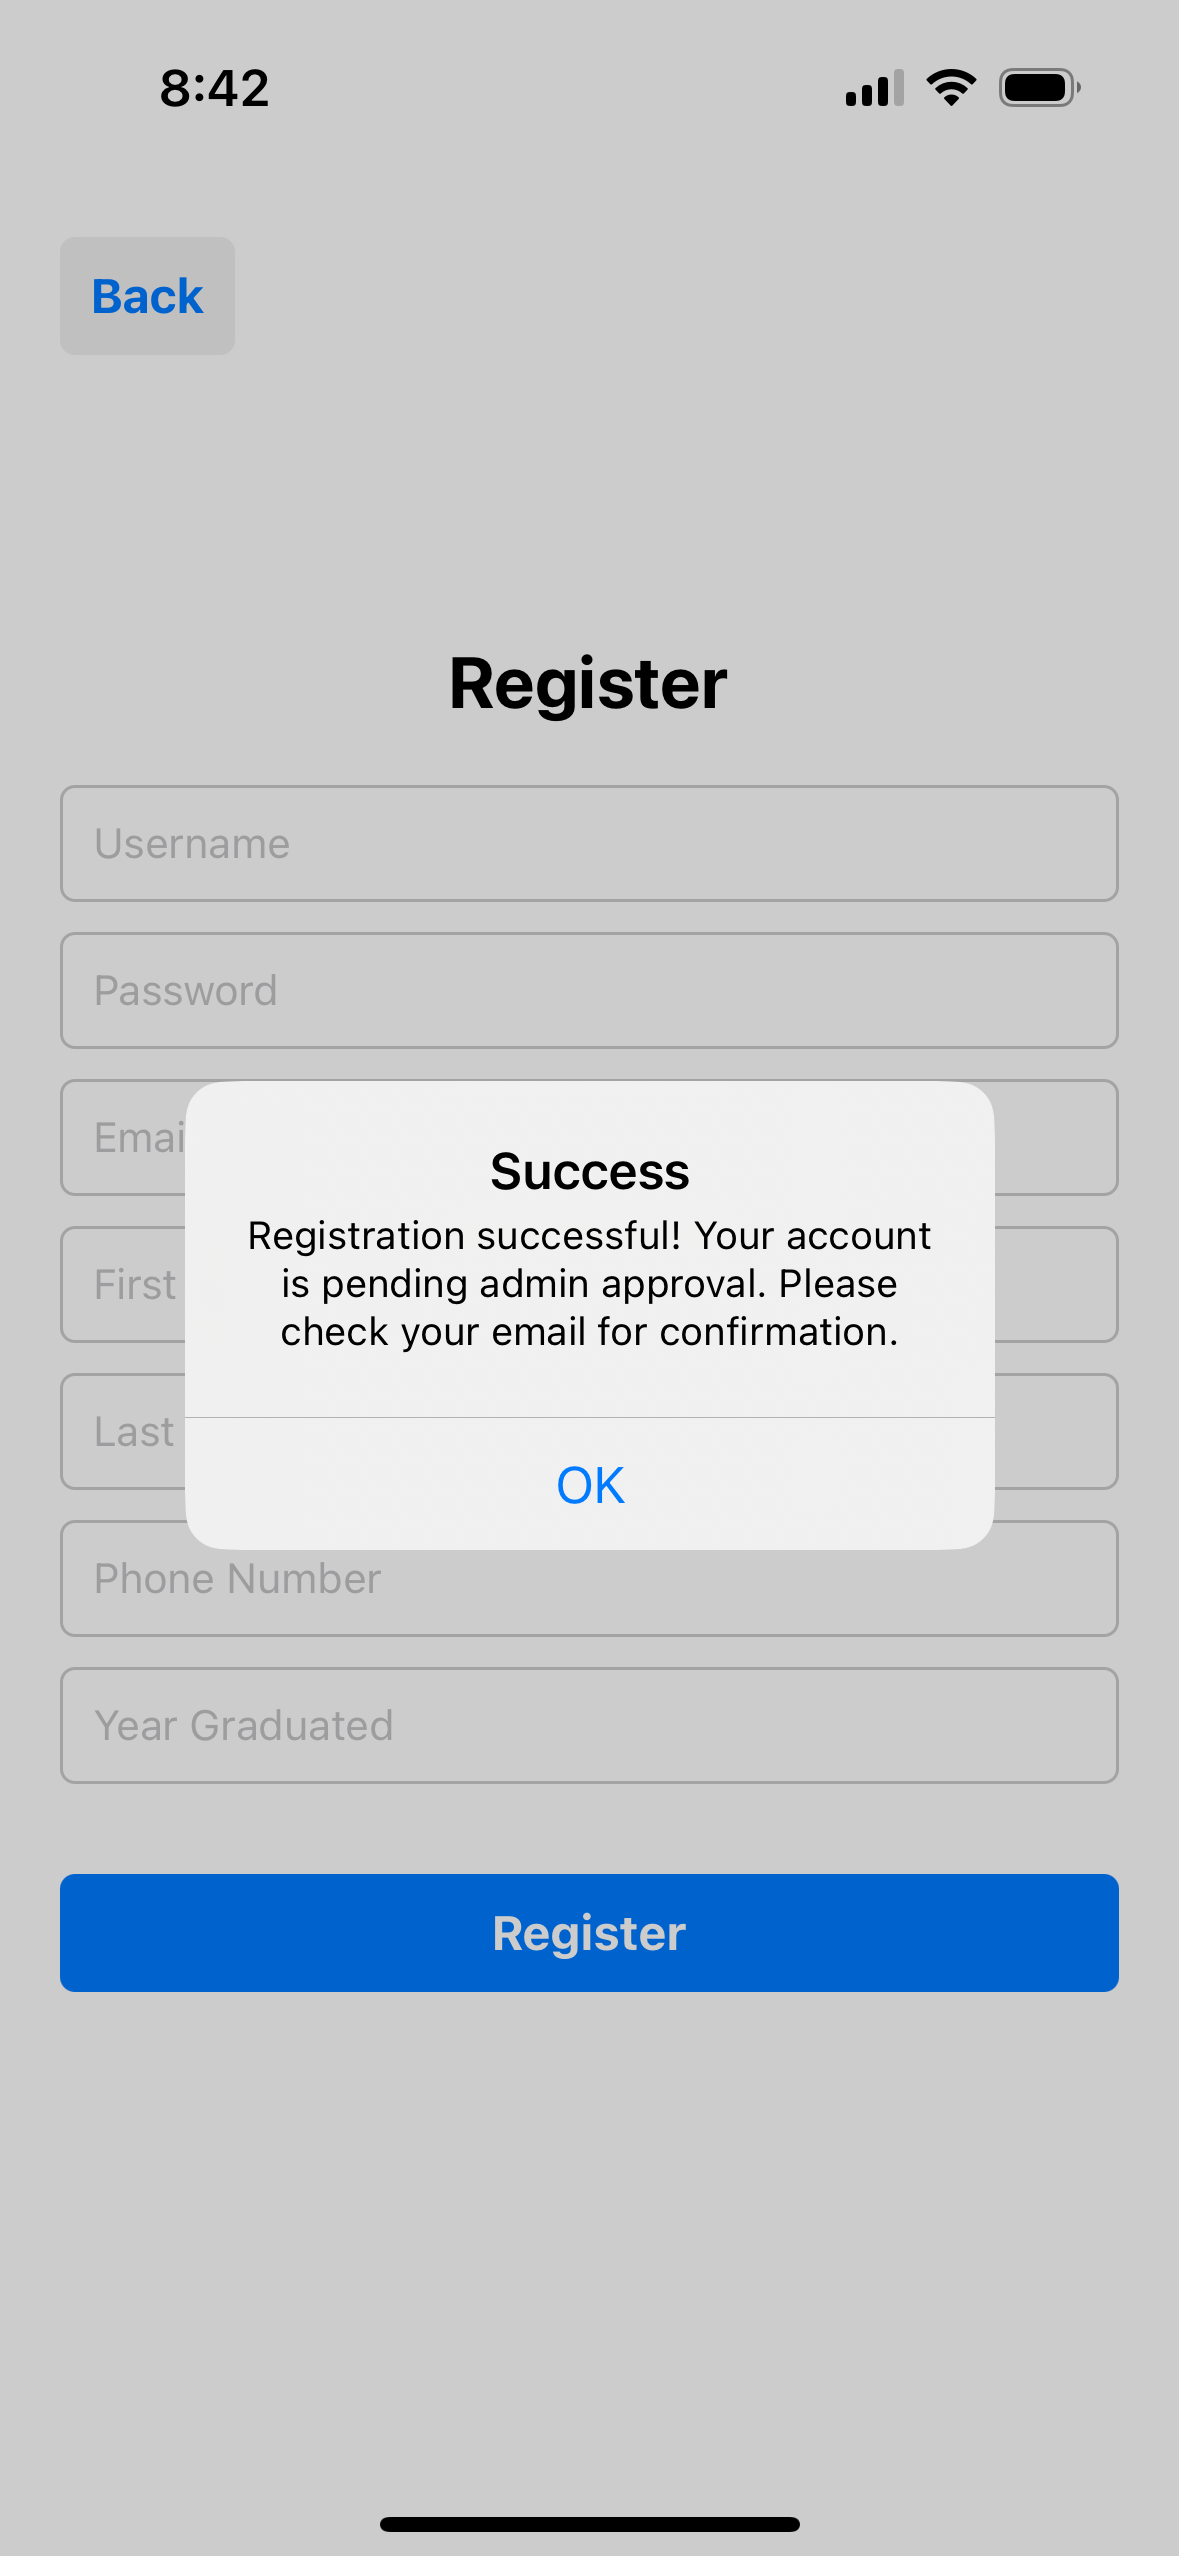 8:42
Back
Register
Username
Password
Emai
First
Success
Registration successful! Your account
is pending admin approval. Please
check your email for confirmation.
Last
OK
Phone Number
Year Graduated
Register